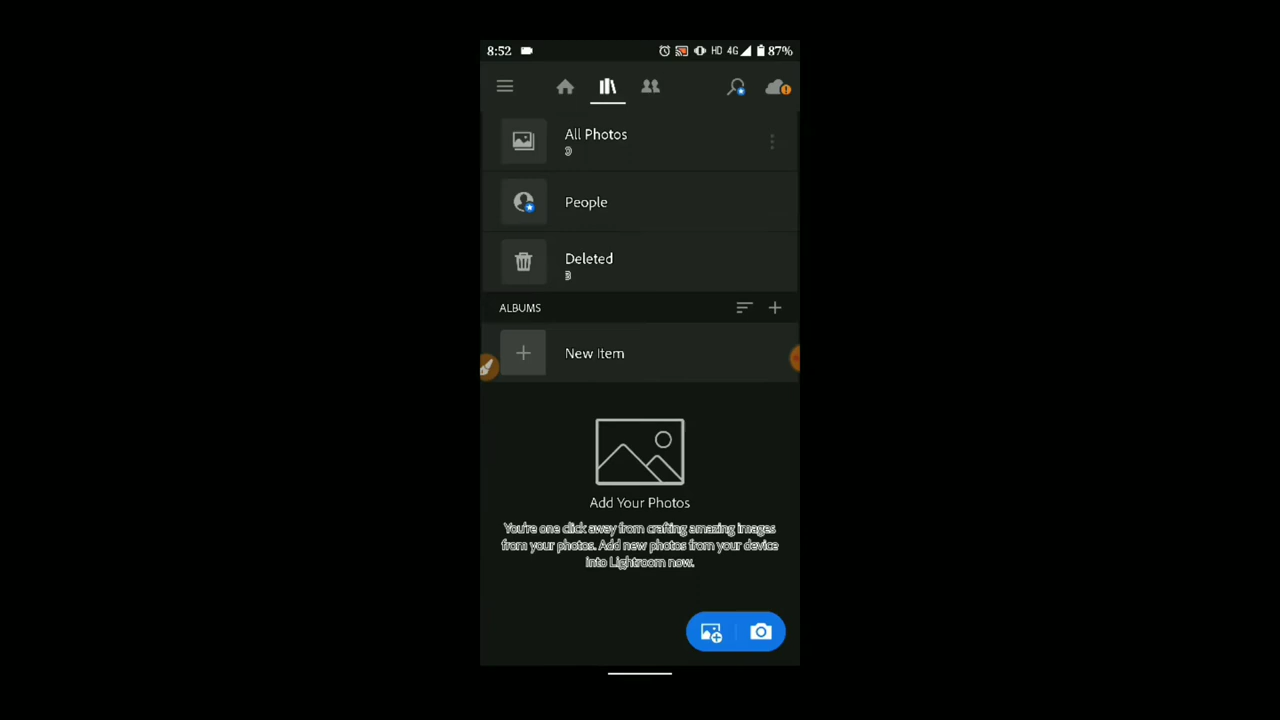 8:52 HD 4G 87%
All Photos
People
Deleted
3
ALBUMS
New Item
Add Your Photos
You're one click away from crafting amazing images
from your photos. Add new photos from your device
into Lightroom now.